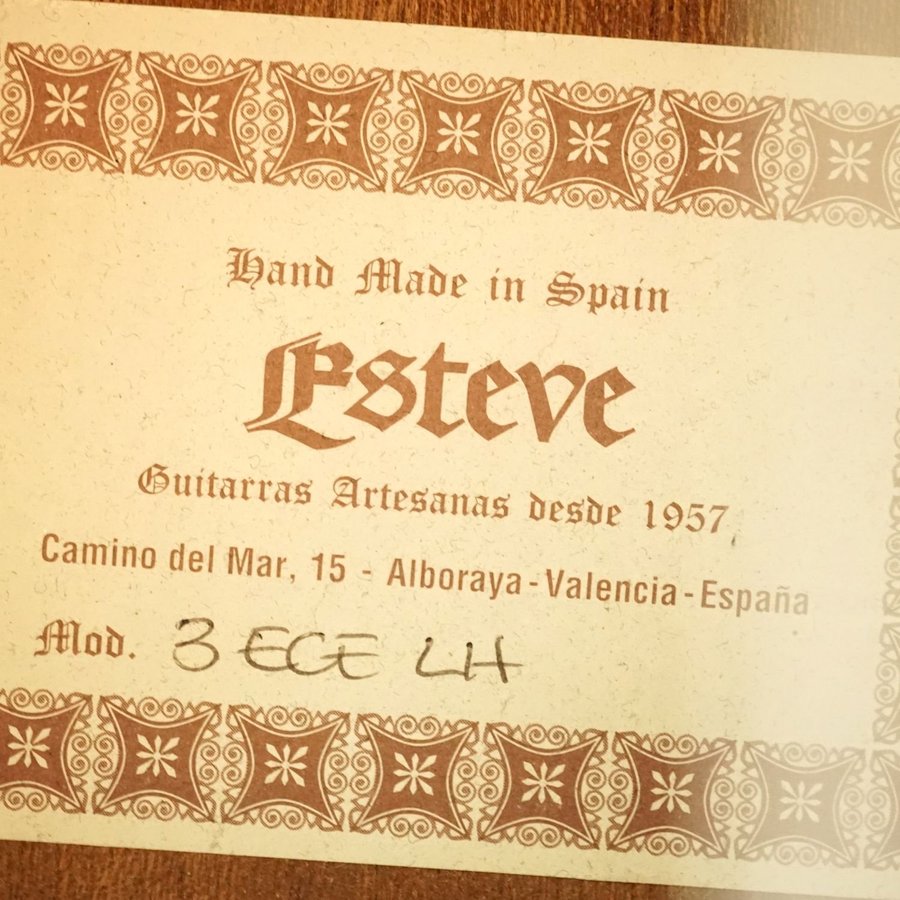 Hand Made in Spain
Esteve
Guitarras Artesanas desde 1957
Camino del Mar, 15 - Alboraya-Valencia-España
Mod. 3 ECE LH